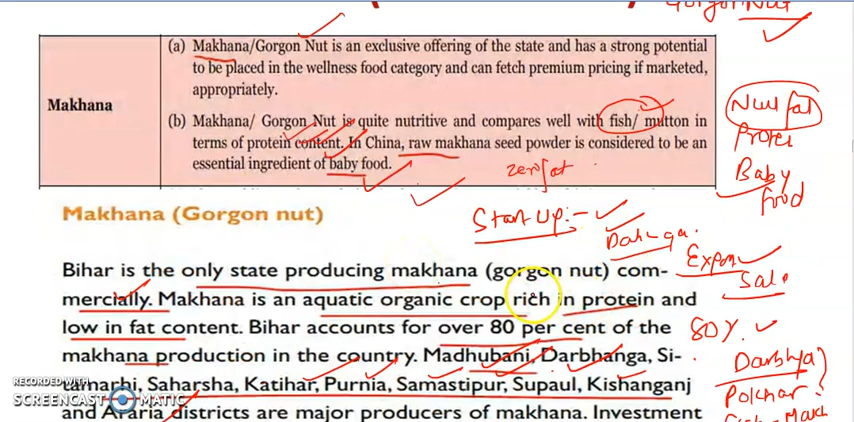 Gorgon Nut
(a) Makhana/Gorgon Nut is an exclusive offering of the state and has a strong potential
to be placed in the wellness food category and can fetch premium pricing if marketed,
appropriately.
Makhana
(b) Makhana/ Gorgon Nut is quite nutritive and compares well with fish/ mutton in
terms of protein content. In China, raw makhana seed powder is considered to be an
essential ingredient of baby food.
zero fat
fat
Baby
food
Makhana (Gorgon nut)
Start Up:-
Sale
Bihar is the only state producing makhana (gorgon nut) com-
mercially. Makhana is an aquatic organic crop rich in protein and
low in fat content. Bihar accounts for over 80 per cent of the
80%
makhana production in the country. Madhubani, Darbhanga, Si-
tamarhi, Saharsha, Katihar, Purnia, Samastipur, Supaul, Kishanganj
and Araria districts are major producers of makhana. Investment
RECORDED WITH
SCREENCAST MATIC